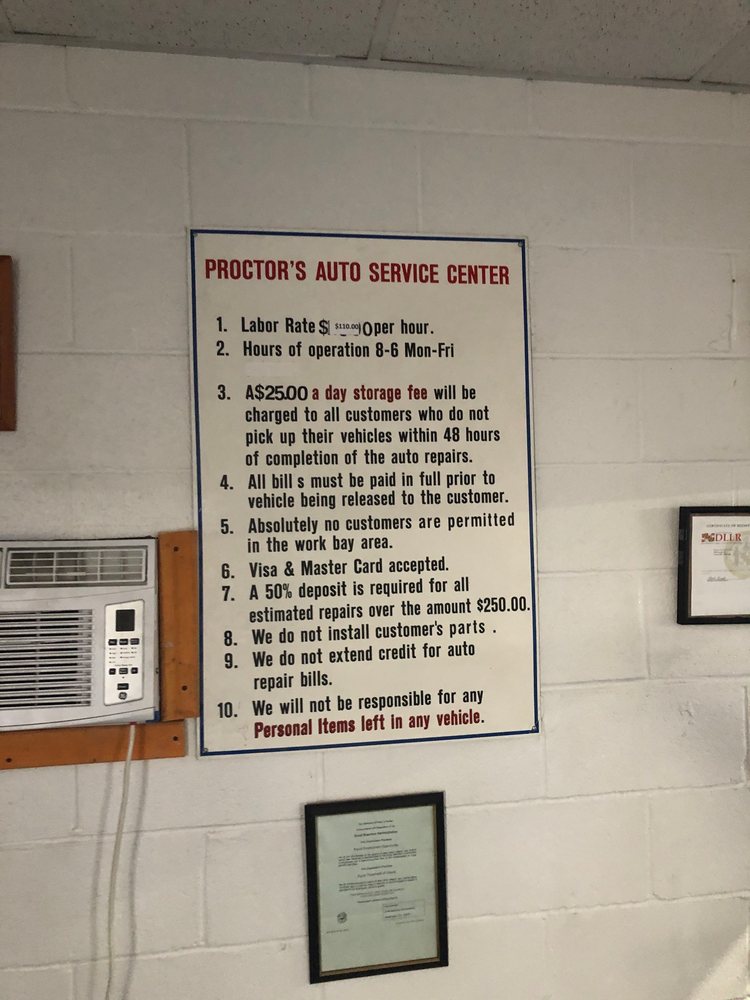 PROCTOR'S AUTO SERVICE CENTER
1. Labor Rate $ $110.00 0 per hour.
2. Hours of operation 8-6 Mon-Fri
3. A $25.00 a day storage fee will be
charged to all customers who do not
pick up their vehicles within 48 hours
of completion of the auto repairs.
4. All bill s must be paid in full prior to
vehicle being released to the customer.
5. Absolutely no customers are permitted
in the work bay area.
6. Visa & Master Card accepted.
7. A 50% deposit is required for all
estimated repairs over the amount $250.00.
8. We do not install customer's parts .
9. We do not extend credit for auto
repair bills.
10. We will not be responsible for any
Personal Items left in any vehicle.
DLLR